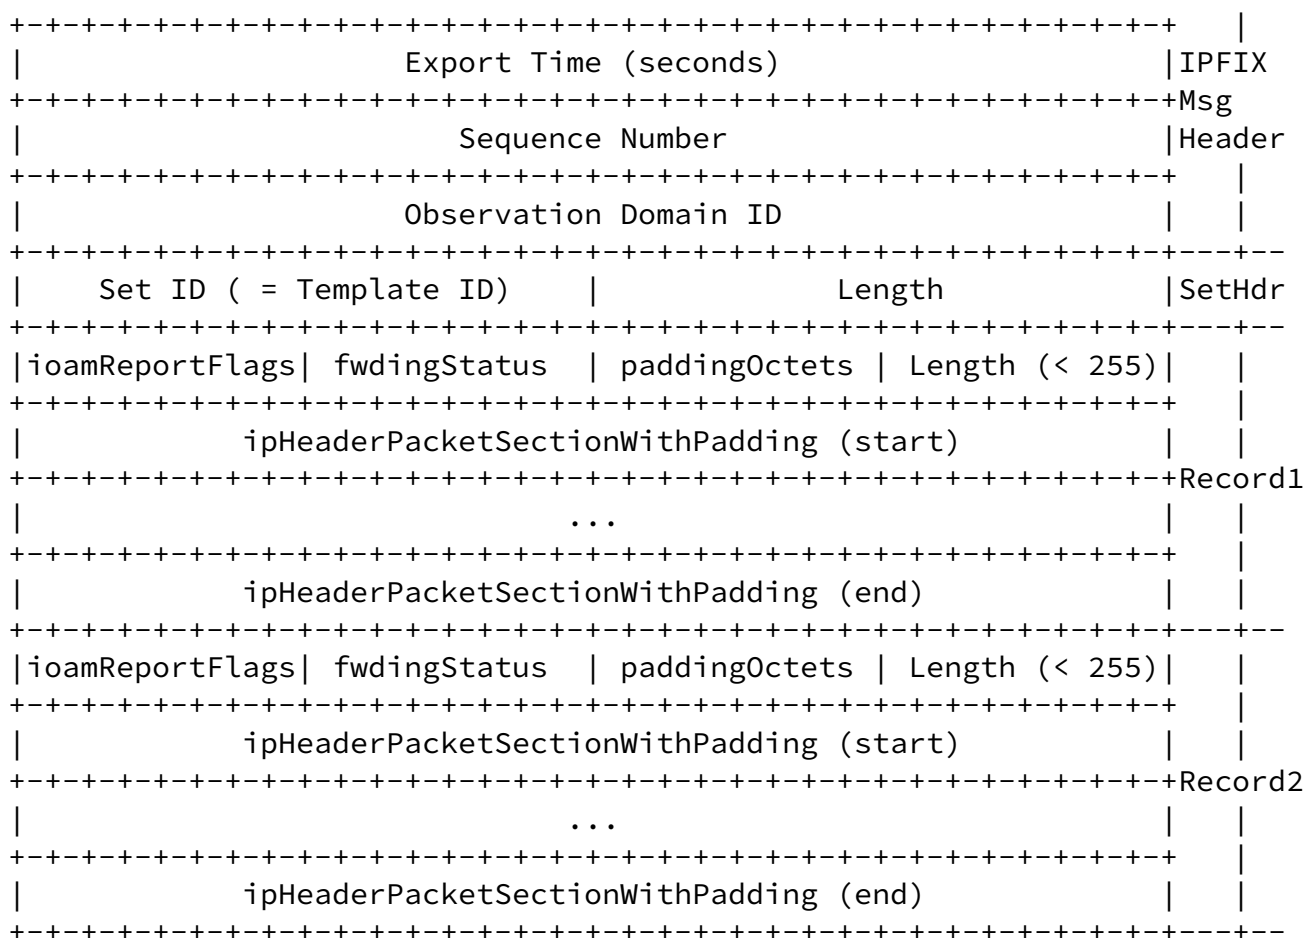 +-+-+-+-+-+-+-+-+-+-+-+-+-+-+-+-+-+-+-+-+-+-+-+-+-+-+-+-+-+-+-+-+   |
|                     Export Time (seconds)                     |IPFIX
+-+-+-+-+-+-+-+-+-+-+-+-+-+-+-+-+-+-+-+-+-+-+-+-+-+-+-+-+-+-+-+-+Msg
|                        Sequence Number                        |Header
+-+-+-+-+-+-+-+-+-+-+-+-+-+-+-+-+-+-+-+-+-+-+-+-+-+-+-+-+-+-+-+-+   |
|                     Observation Domain ID                     |   |
+-+-+-+-+-+-+-+-+-+-+-+-+-+-+-+-+-+-+-+-+-+-+-+-+-+-+-+-+-+-+-+-+---+--
|    Set ID ( = Template ID)    |             Length            |SetHdr
+-+-+-+-+-+-+-+-+-+-+-+-+-+-+-+-+-+-+-+-+-+-+-+-+-+-+-+-+-+-+-+-+---+--
|ioamReportFlags| fwdingStatus  | paddingOctets | Length (< 255)|   |
+-+-+-+-+-+-+-+-+-+-+-+-+-+-+-+-+-+-+-+-+-+-+-+-+-+-+-+-+-+-+-+-+   |
|            ipHeaderPacketSectionWithPadding (start)           |   |
+-+-+-+-+-+-+-+-+-+-+-+-+-+-+-+-+-+-+-+-+-+-+-+-+-+-+-+-+-+-+-+-+Record1
|                              ...                              |   |
+-+-+-+-+-+-+-+-+-+-+-+-+-+-+-+-+-+-+-+-+-+-+-+-+-+-+-+-+-+-+-+-+   |
|            ipHeaderPacketSectionWithPadding (end)             |   |
+-+-+-+-+-+-+-+-+-+-+-+-+-+-+-+-+-+-+-+-+-+-+-+-+-+-+-+-+-+-+-+-+---+--
|ioamReportFlags| fwdingStatus  | paddingOctets | Length (< 255)|   |
+-+-+-+-+-+-+-+-+-+-+-+-+-+-+-+-+-+-+-+-+-+-+-+-+-+-+-+-+-+-+-+-+   |
|            ipHeaderPacketSectionWithPadding (start)           |   |
+-+-+-+-+-+-+-+-+-+-+-+-+-+-+-+-+-+-+-+-+-+-+-+-+-+-+-+-+-+-+-+-+Record2
|                              ...                              |   |
+-+-+-+-+-+-+-+-+-+-+-+-+-+-+-+-+-+-+-+-+-+-+-+-+-+-+-+-+-+-+-+-+   |
|            ipHeaderPacketSectionWithPadding (end)             |   |
+-+-+-+-+-+-+-+-+-+-+-+-+-+-+-+-+-+-+-+-+-+-+-+-+-+-+-+-+-+-+-+-+---+--